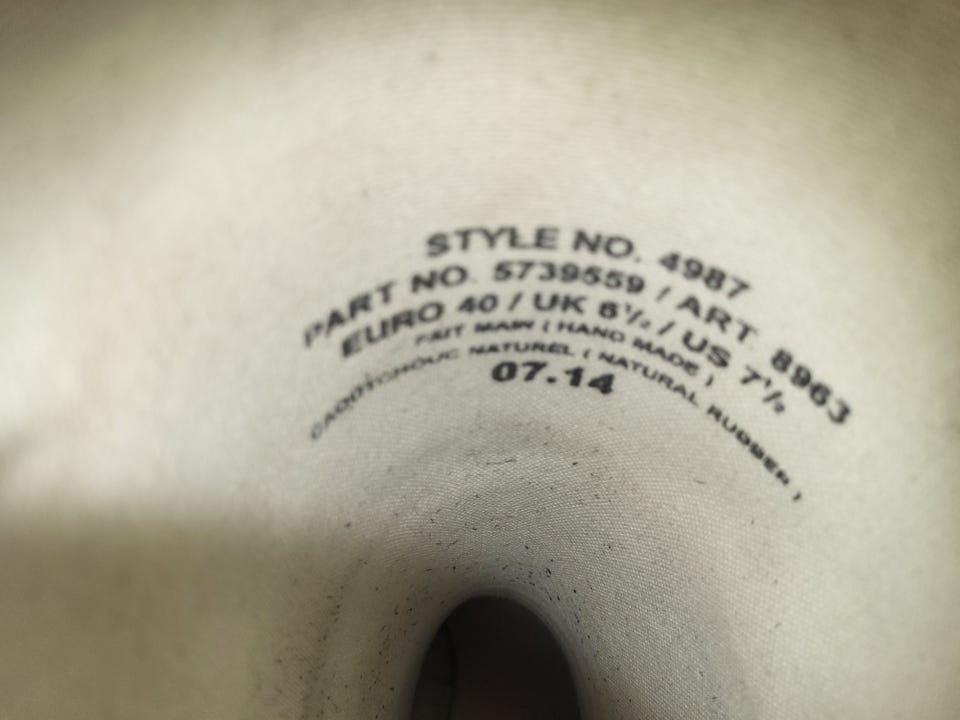 STYLE NO. 4987
PART NO. 5739559 / ART. 8963
EURO 40 / UK 6½ / US 7½
FAIT MAIN ( HAND MADE )
CAOUTCHOUC NATUREL ( NATURAL RUBBER )
07.14